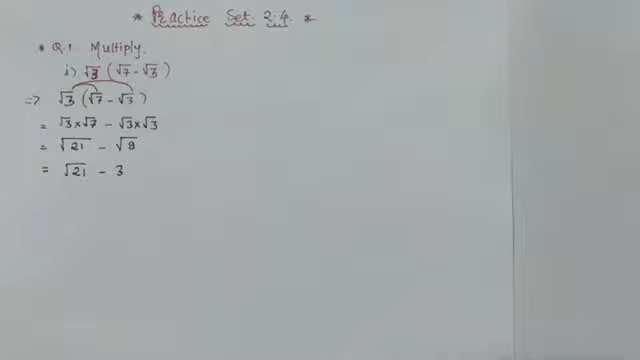 * Practice Set 2.4. *
* Q.1 Multiply.
i) √3 (√7 - √3)
=> √3 (√7 - √3)
= √3 × √7 - √3 × √3
= √21 - √9
= √21 - 3